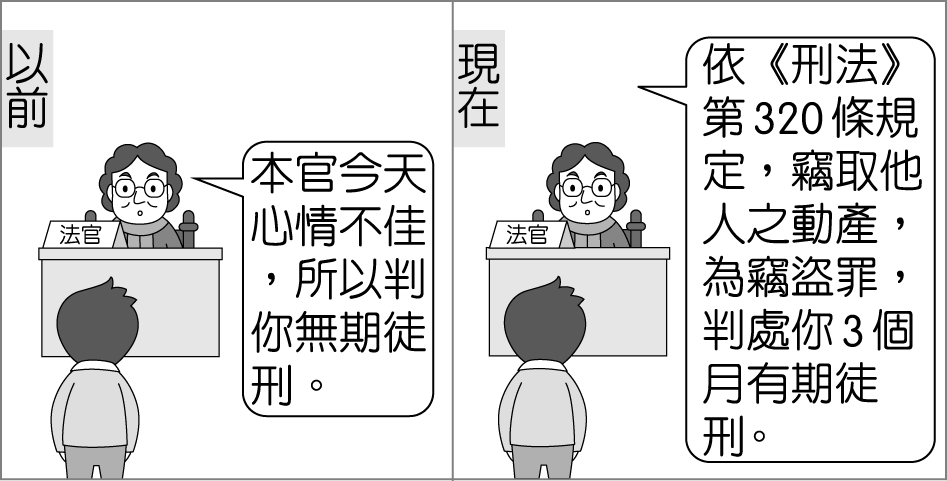 以前
法官
本官今天
心情不佳
，所以判
你無期徒
刑。
現在
法官
依《刑法》
第320條規
定，竊取他
人之動產，
為竊盜罪，
判處你3個
月有期徒
刑。